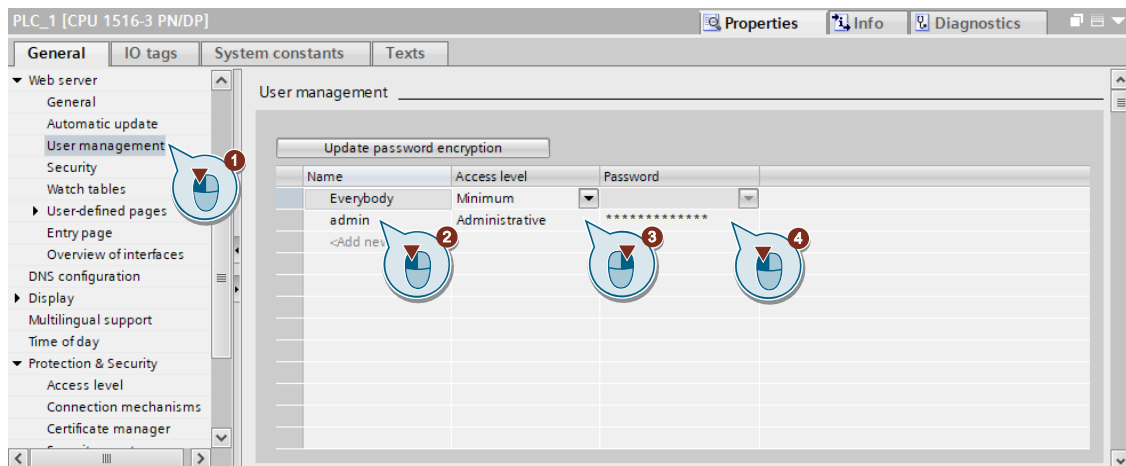 PLC_1 [CPU 1516-3 PN/DP]
Properties
Info
Diagnostics
General
IO tags
System constants
Texts
Web server
General
Automatic update
User management
Security
Watch tables
User-defined pages
Entry page
Overview of interfaces
DNS configuration
Display
Multilingual support
Time of day
Protection & Security
Access level
Connection mechanisms
Certificate manager
User management
Update password encryption
Name Access level Password
Everybody Minimum
admin Administrative *************
<Add new
1
2
3
4